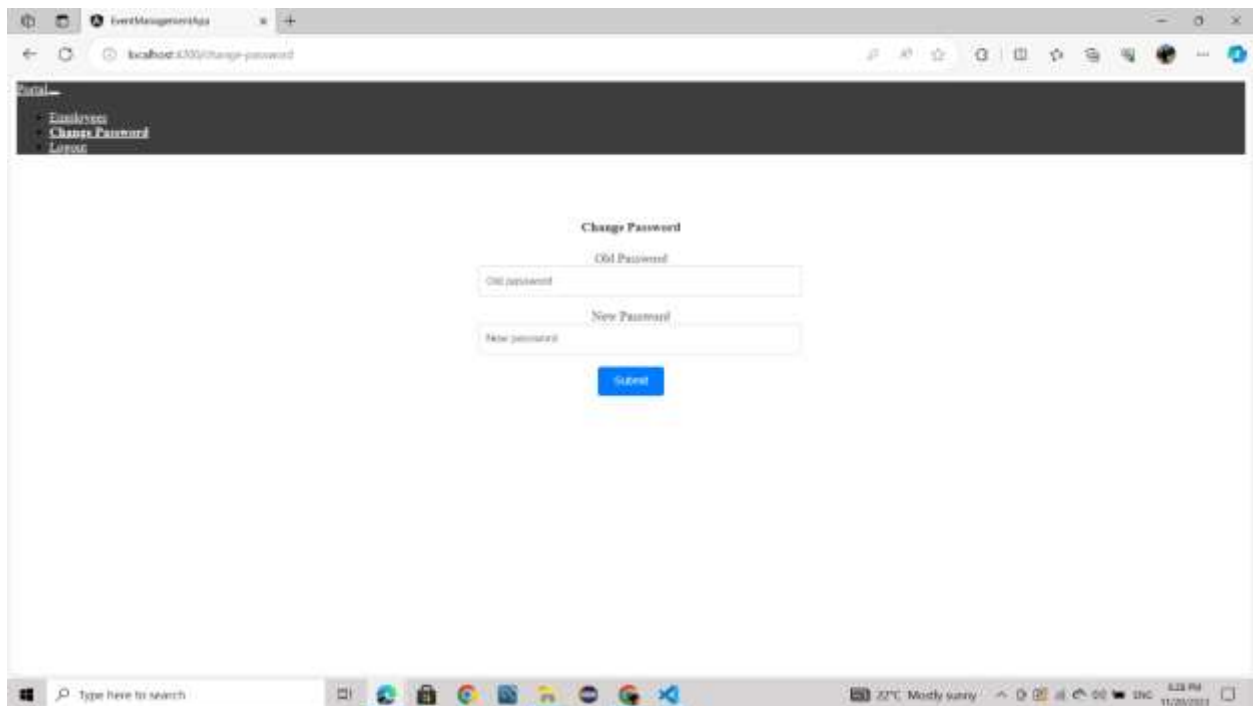 EventManagementApp
localhost:4200/change-password
Portal
Employees
Change Password
Logout
Change Password
Old Password
Old password
New Password
New password
Submit
Type here to search
22°C Mostly sunny
ENG